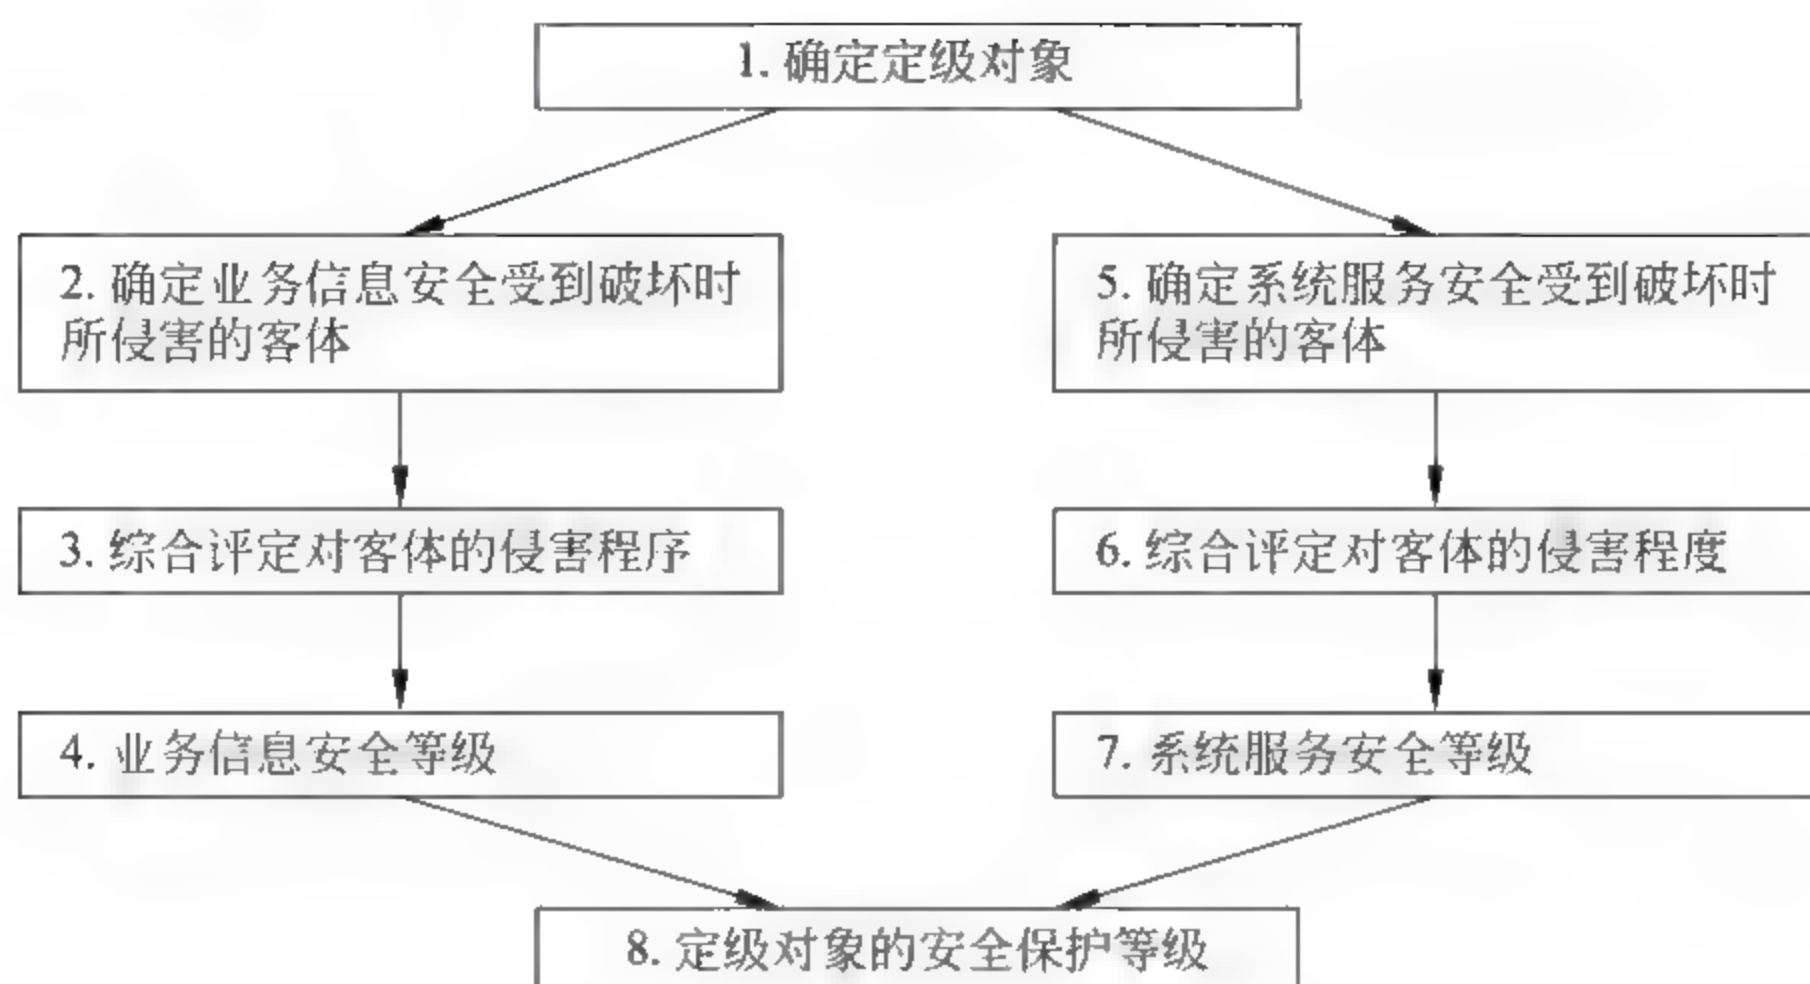 1. 确定定级对象
2. 确定业务信息安全受到破坏时
所侵害的客体
5. 确定系统服务安全受到破坏时
所侵害的客体
3. 综合评定对客体的侵害程序
6. 综合评定对客体的侵害程度
4. 业务信息安全等级
7. 系统服务安全等级
8. 定级对象的安全保护等级